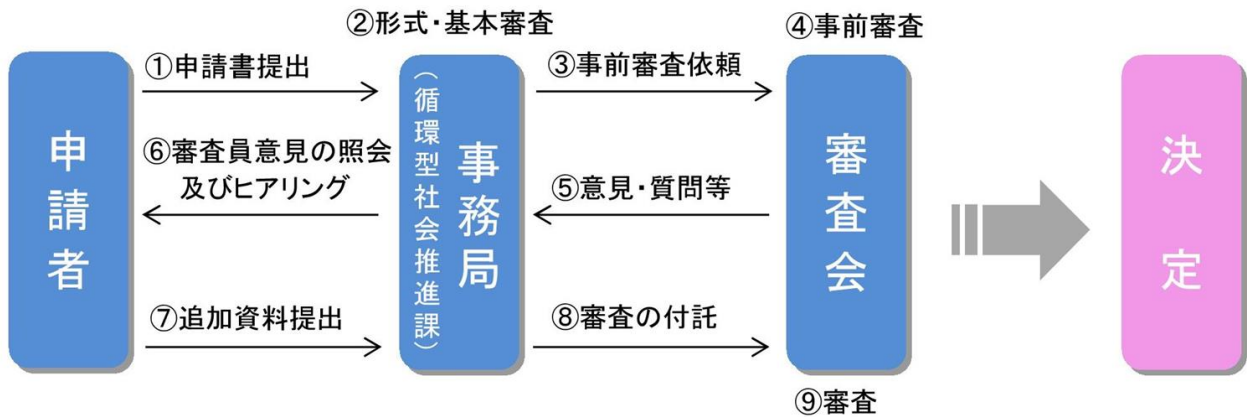 ②形式・基本審査
④事前審査
①申請書提出
③事前審査依頼
申請者
⑥審査員意見の照会
及びヒアリング
(循環型社会推進課)
事務局
⑤意見・質問等
審査会
決定
⑦追加資料提出
⑧審査の付託
⑨審査